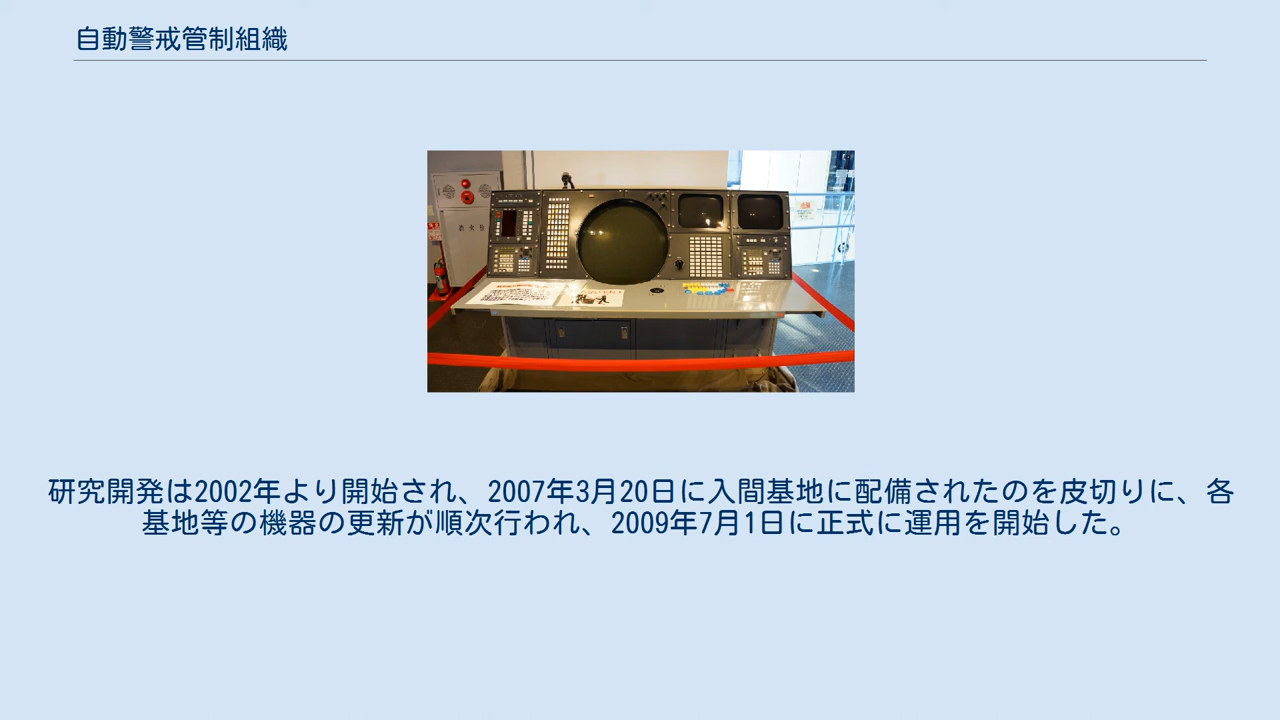 自動警戒管制組織
消火栓
研究開発は2002年より開始され、2007年3月20日に入間基地に配備されたのを皮切りに、各
基地等の機器の更新が順次行われ、2009年7月1日に正式に運用を開始した。